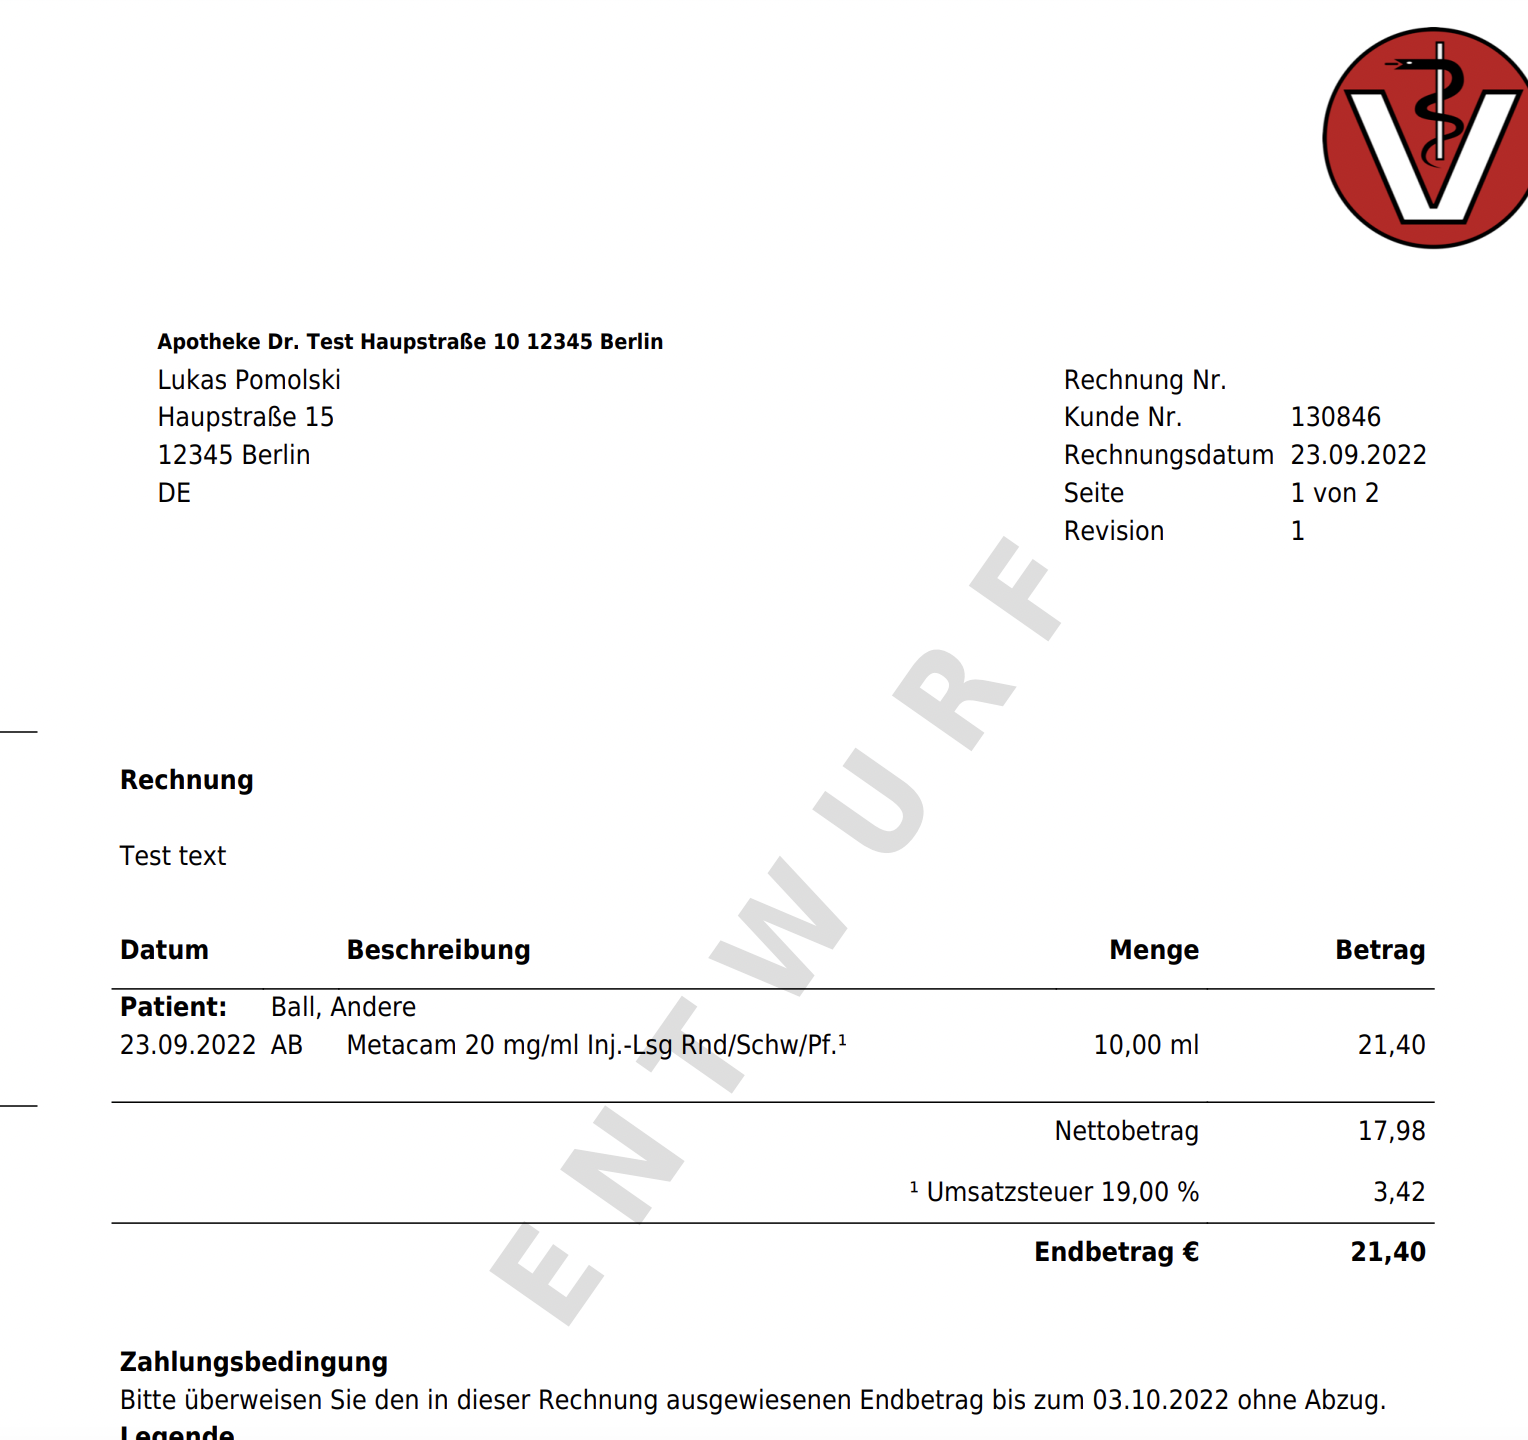 V
Apotheke Dr. Test Haupstraße 10 12345 Berlin
Lukas Pomolski
Haupstraße 15
12345 Berlin
DE
Rechnung Nr.
Kunde Nr. 130846
Rechnungsdatum 23.09.2022
Seite 1 von 2
Revision 1
ENTWURF
Rechnung
Test text
Datum Beschreibung Menge Betrag
Patient: Ball, Andere
23.09.2022 AB Metacam 20 mg/ml Inj.-Lsg Rnd/Schw/Pf.¹ 10,00 ml 21,40
Nettobetrag 17,98
¹ Umsatzsteuer 19,00 % 3,42
Endbetrag € 21,40
Zahlungsbedingung
Bitte überweisen Sie den in dieser Rechnung ausgewiesenen Endbetrag bis zum 03.10.2022 ohne Abzug.
Legende